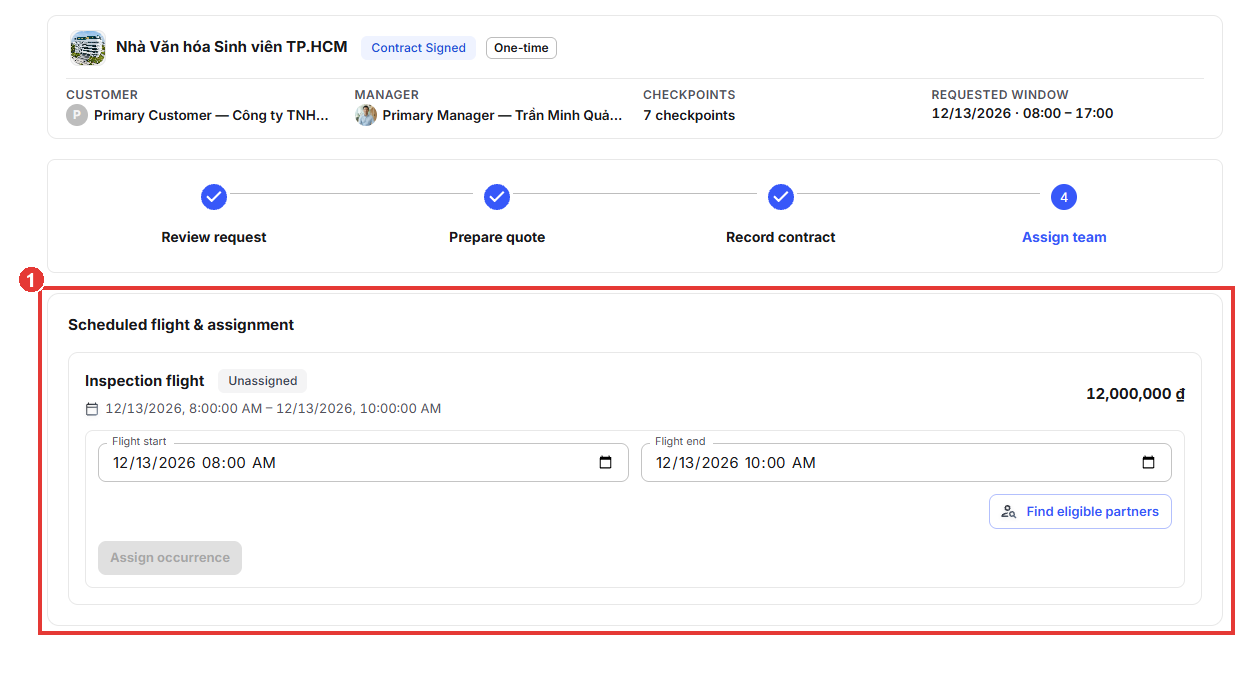 Nhà Văn hóa Sinh viên TP.HCM Contract Signed One-time
CUSTOMER MANAGER CHECKPOINTS REQUESTED WINDOW
P Primary Customer — Công ty TNH... Primary Manager — Trần Minh Quả... 7 checkpoints 12/13/2026 · 08:00 – 17:00
4
Review request Prepare quote Record contract Assign team
1
Scheduled flight & assignment
Inspection flight Unassigned
12,000,000 ₫
12/13/2026, 8:00:00 AM – 12/13/2026, 10:00:00 AM
Flight start Flight end
12/13/2026 08:00 AM 12/13/2026 10:00 AM
Find eligible partners
Assign occurrence